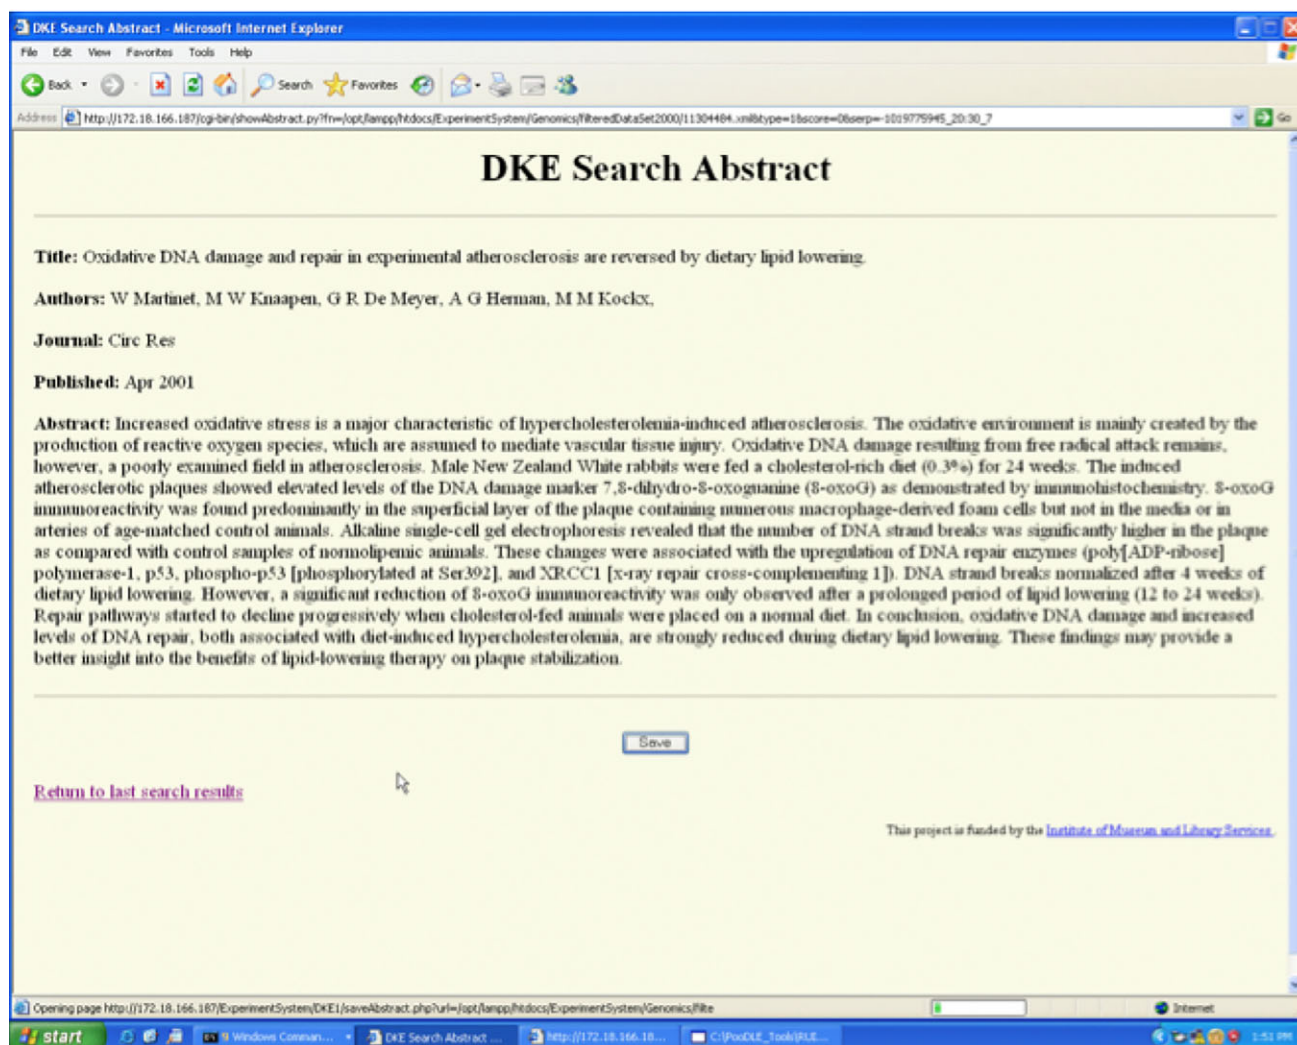 DKE Search Abstract - Microsoft Internet Explorer
File Edit View Favorites Tools Help
Back Search Favorites
Address http://172.18.166.187/cgi-bin/showAbstract.py?fn=/opt/lampp/htdocs/ExperimentSystem/Genomics/filteredDataSet2000/11304484.xml&type=1&score=0&serp=-1019775945_20:30_7 Go
DKE Search Abstract
Title: Oxidative DNA damage and repair in experimental atherosclerosis are reversed by dietary lipid lowering.
Authors: W Martinet, M W Knaapen, G R De Meyer, A G Herman, M M Kockx,
Journal: Circ Res
Published: Apr 2001
Abstract: Increased oxidative stress is a major characteristic of hypercholesterolemia-induced atherosclerosis. The oxidative environment is mainly created by the
production of reactive oxygen species, which are assumed to mediate vascular tissue injury. Oxidative DNA damage resulting from free radical attack remains,
however, a poorly examined field in atherosclerosis. Male New Zealand White rabbits were fed a cholesterol-rich diet (0.3%) for 24 weeks. The induced
atherosclerotic plaques showed elevated levels of the DNA damage marker 7,8-dihydro-8-oxoguanine (8-oxoG) as demonstrated by immunohistochemistry. 8-oxoG
immunoreactivity was found predominantly in the superficial layer of the plaque containing numerous macrophage-derived foam cells but not in the media or in
arteries of age-matched control animals. Alkaline single-cell gel electrophoresis revealed that the number of DNA strand breaks was significantly higher in the plaque
as compared with control samples of normolipemic animals. These changes were associated with the upregulation of DNA repair enzymes (poly[ADP-ribose]
polymerase-1, p53, phospho-p53 [phosphorylated at Ser392], and XRCC1 [x-ray repair cross-complementing 1]). DNA strand breaks normalized after 4 weeks of
dietary lipid lowering. However, a significant reduction of 8-oxoG immunoreactivity was only observed after a prolonged period of lipid lowering (12 to 24 weeks).
Repair pathways started to decline progressively when cholesterol-fed animals were placed on a normal diet. In conclusion, oxidative DNA damage and increased
levels of DNA repair, both associated with diet-induced hypercholesterolemia, are strongly reduced during dietary lipid lowering. These findings may provide a
better insight into the benefits of lipid-lowering therapy on plaque stabilization.
Save
Return to last search results
This project is funded by the Institute of Museum and Library Services.
Opening page http://172.18.166.187/ExperimentSystem/DKE1/saveAbstract.php?url=/opt/lampp/htdocs/ExperimentSystem/Genomics/filte Internet
start 9 Windows Comman... DKE Search Abstract ... http://172.18.166.18... C:\PooDLE_Tools\RUI... 1:51 PM